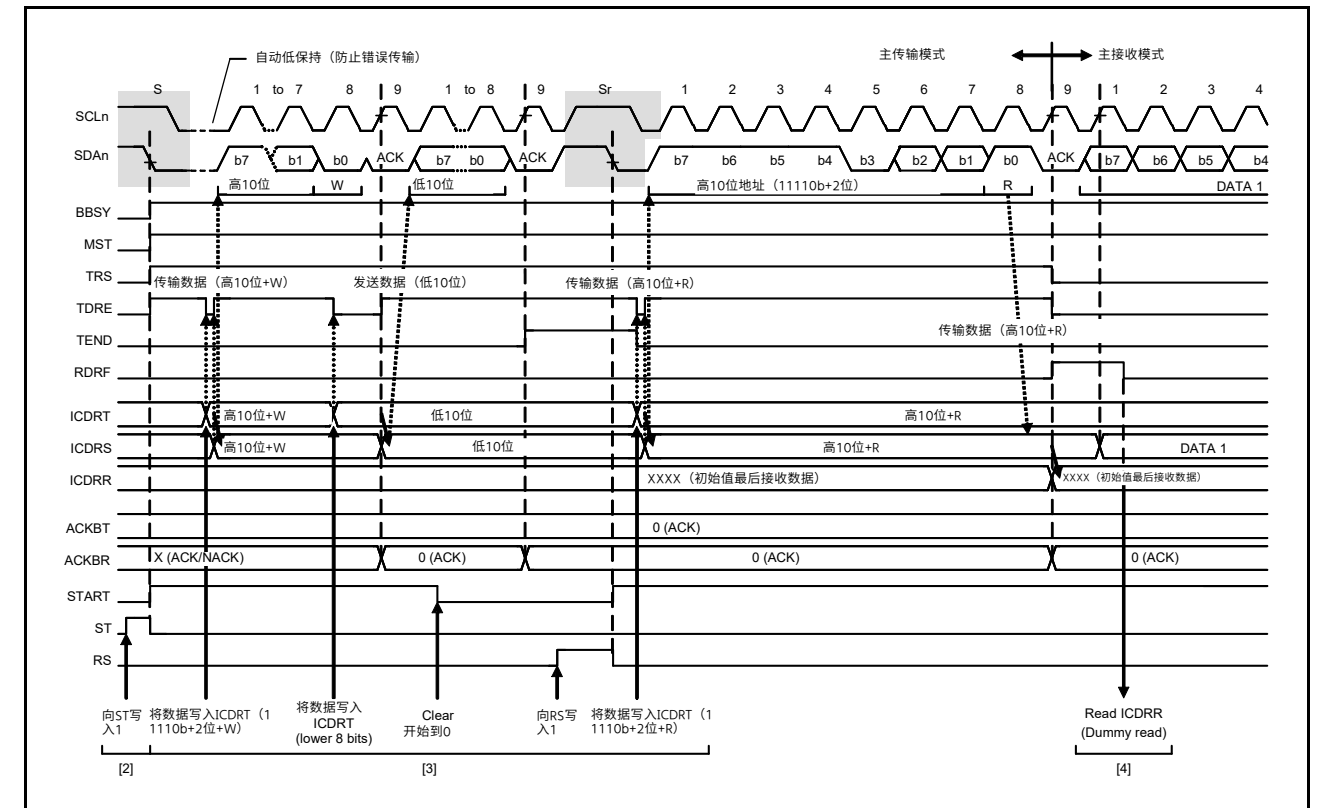 自动低保持（防止错误传输）
主传输模式
主接收模式
S 1 to 7 8 9 1 to 8 9 Sr 1 2 3 4 5 6 7 8 9 1 2 3 4
SCLn
SDAn b7 b1 b0 ACK b7 b0 ACK b7 b6 b5 b4 b3 b2 b1 b0 ACK b7 b6 b5 b4
高10位 W 低10位 高10位地址（11110b+2位） R DATA 1
BBSY
MST
TRS
传输数据（高10位+W） 发送数据（低10位） 传输数据（高10位+R）
TDRE
传输数据（高10位+R）
TEND
RDRF
ICDRT 高10位+W 低10位 高10位+R
ICDRS 高10位+W 低10位 高10位+R DATA 1
ICDRR XXXX（初始值最后接收数据） XXXX（初始值最后接收数据）
ACKBT 0 (ACK)
ACKBR X (ACK/NACK) 0 (ACK) 0 (ACK) 0 (ACK)
START
ST
RS
向ST写
入1
将数据写入ICDRT（1
1110b+2位+W）
将数据写入
ICDRT
(lower 8 bits)
Clear
开始到0
向RS写
入1
将数据写入ICDRT（1
1110b+2位+R）
Read ICDRR
(Dummy read)
[2] [3] [4]